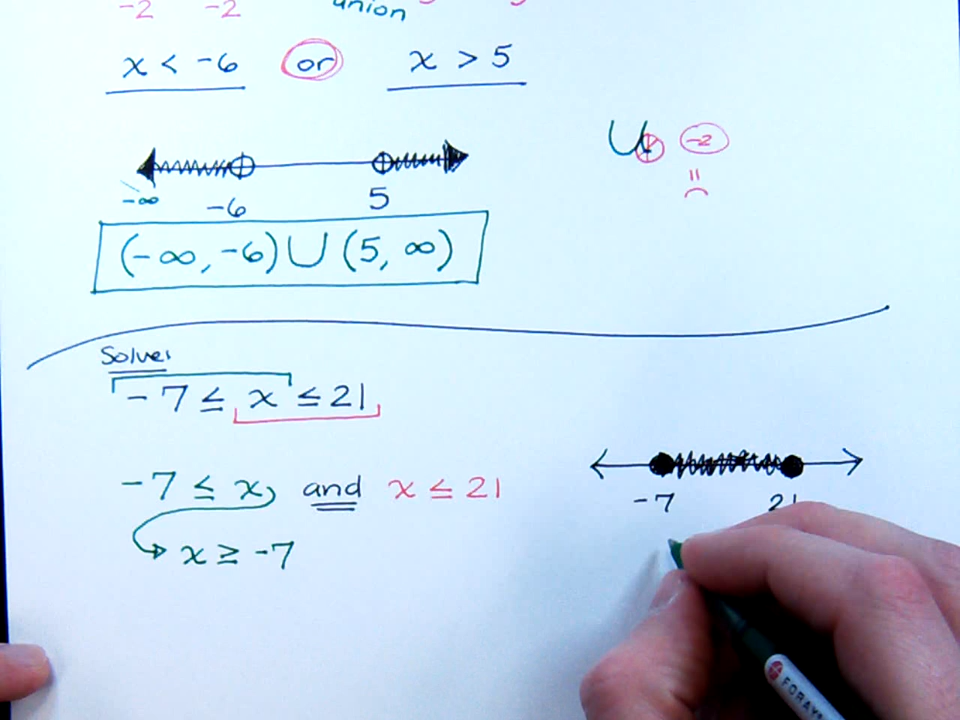 -2 -2 union
x < -6 or x > 5
-∞ -6 5
(-∞, -6) ∪ (5, ∞)
∪ -2
=
Solve:
-7 ≤ x ≤ 21
-7 ≤ x, and x ≤ 21
x ≥ -7
-7 21
FORAY